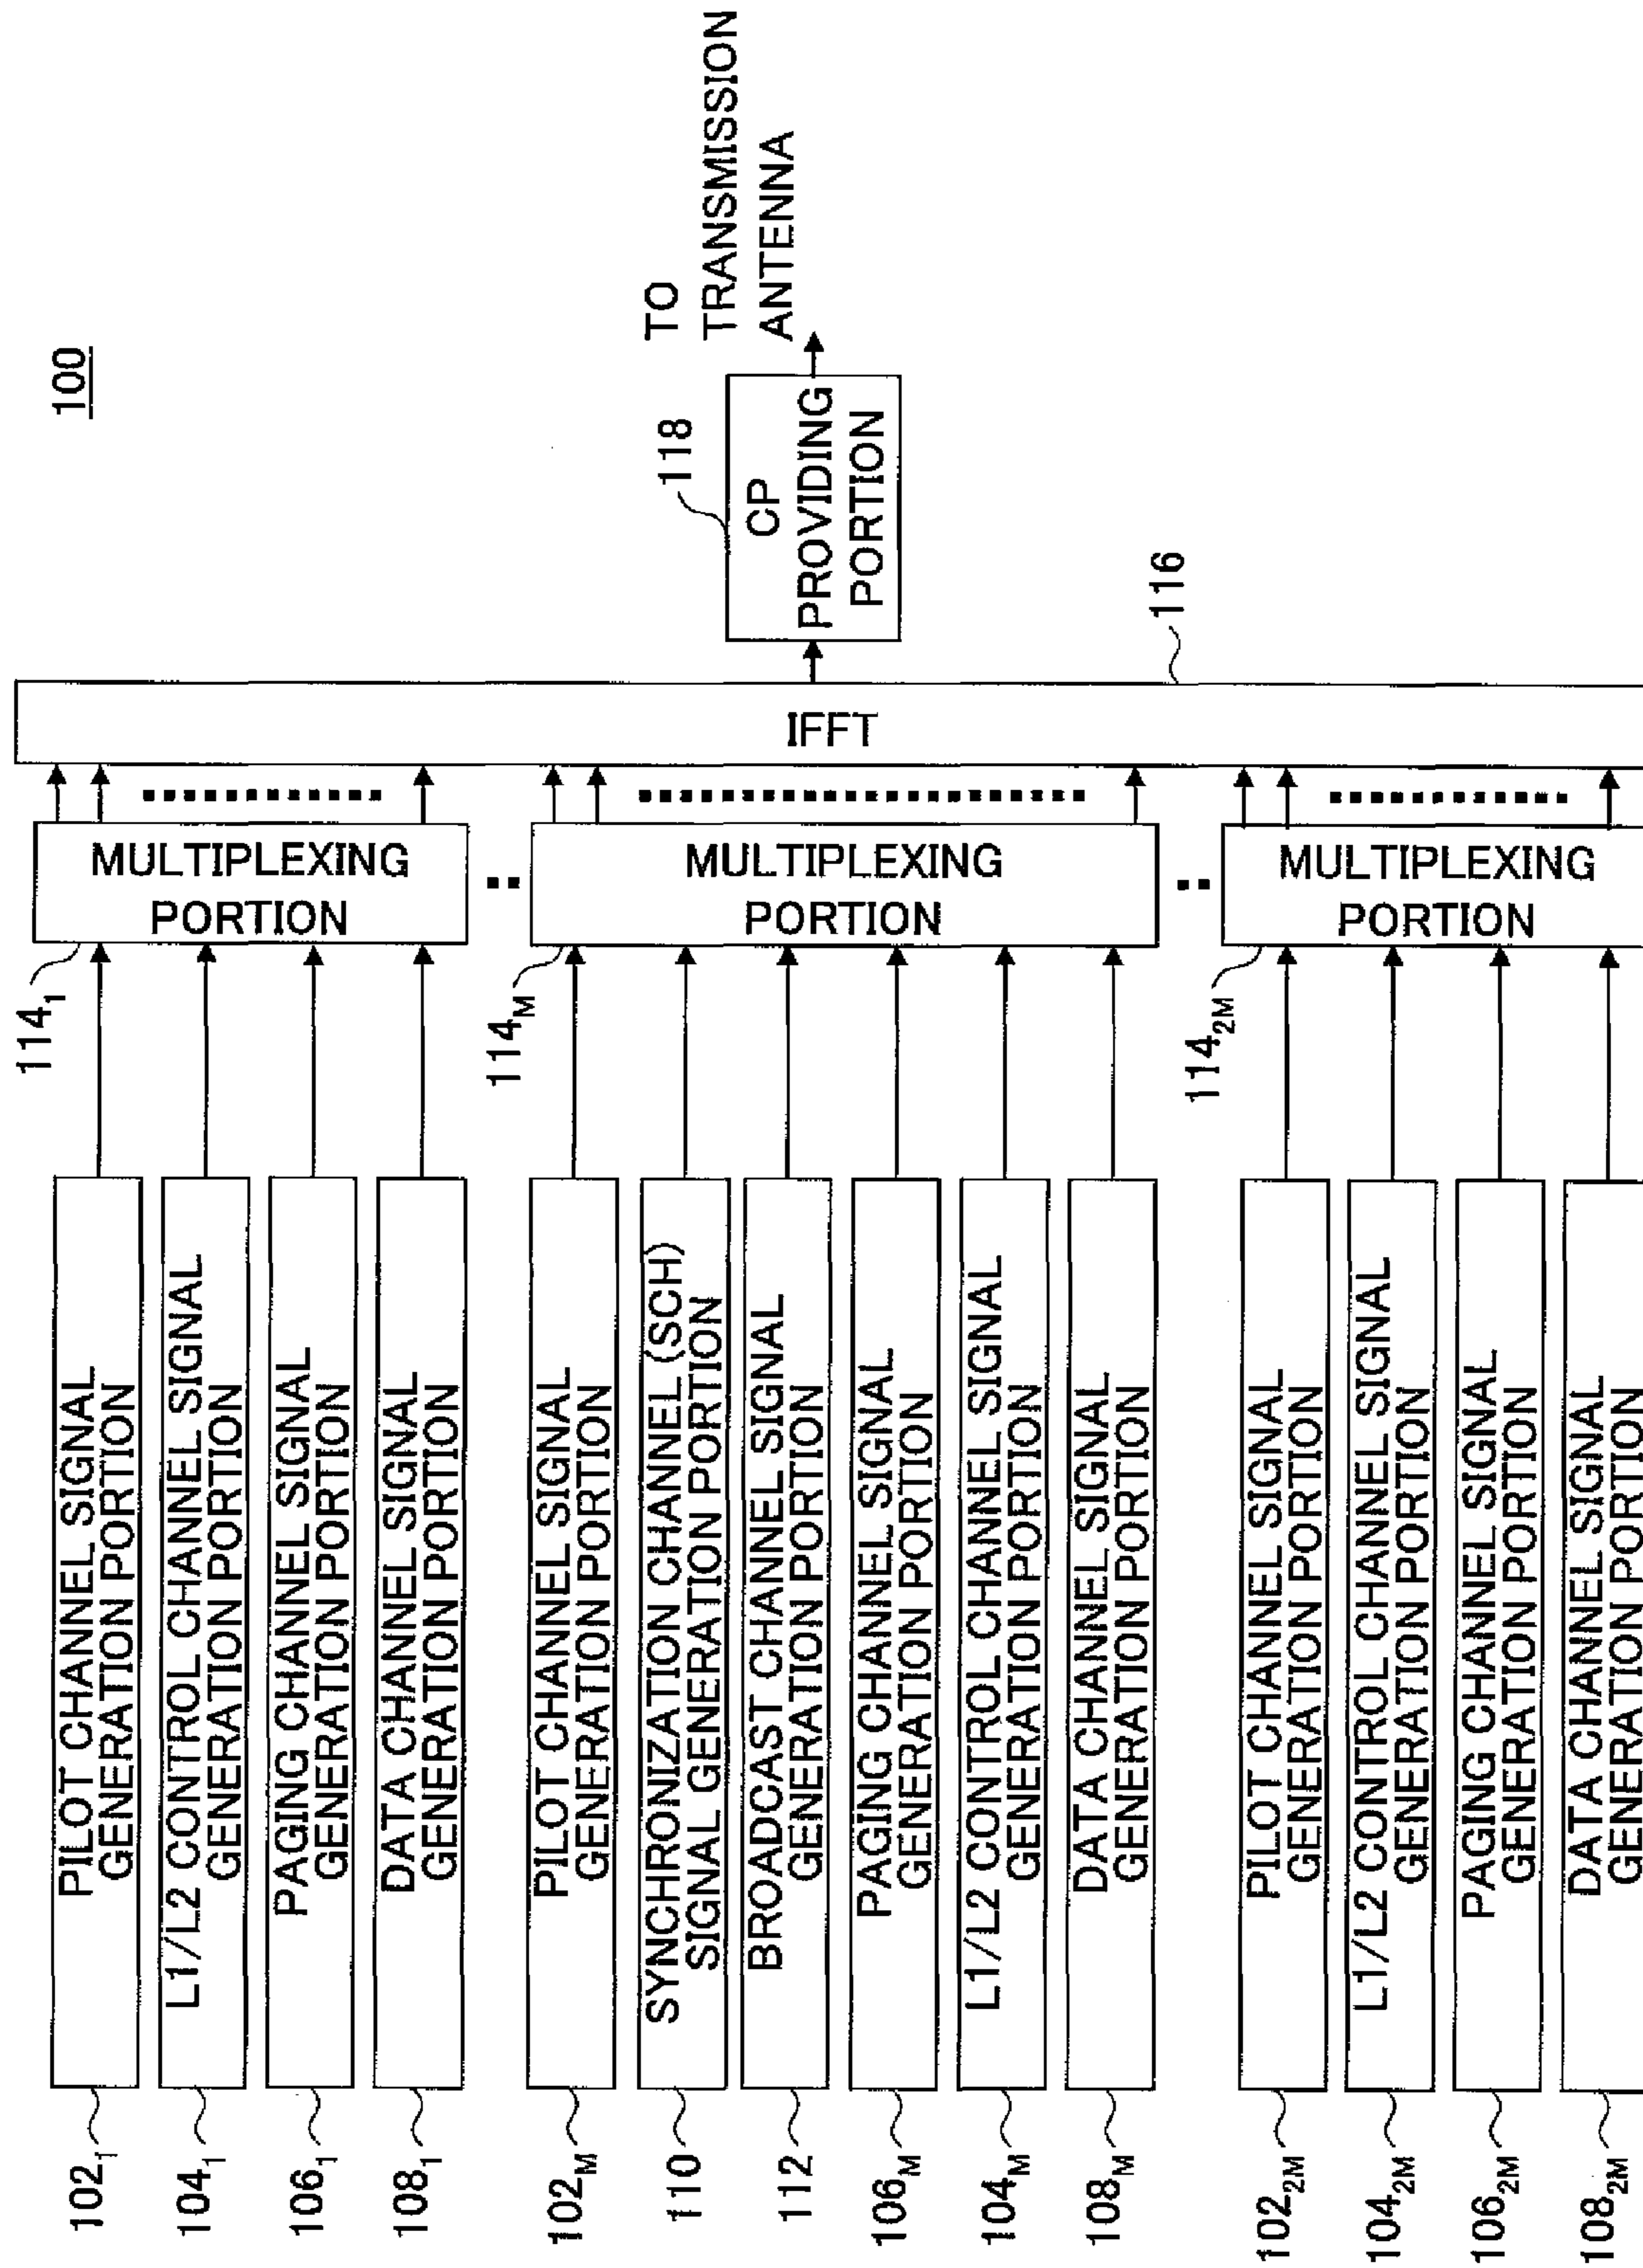 100
102₁
PILOT CHANNEL SIGNAL
GENERATION PORTION
104₁
L1/L2 CONTROL CHANNEL SIGNAL
GENERATION PORTION
106₁
PAGING CHANNEL SIGNAL
GENERATION PORTION
108₁
DATA CHANNEL SIGNAL
GENERATION PORTION
114₁
MULTIPLEXING
PORTION
102M
PILOT CHANNEL SIGNAL
GENERATION PORTION
110
SYNCHRONIZATION CHANNEL (SCH)
SIGNAL GENERATION PORTION
112
BROADCAST CHANNEL SIGNAL
GENERATION PORTION
106M
PAGING CHANNEL SIGNAL
GENERATION PORTION
104M
L1/L2 CONTROL CHANNEL SIGNAL
GENERATION PORTION
108M
DATA CHANNEL SIGNAL
GENERATION PORTION
114M
MULTIPLEXING
PORTION
1022M
PILOT CHANNEL SIGNAL
GENERATION PORTION
1042M
L1/L2 CONTROL CHANNEL SIGNAL
GENERATION PORTION
1062M
PAGING CHANNEL SIGNAL
GENERATION PORTION
1082M
DATA CHANNEL SIGNAL
GENERATION PORTION
1142M
MULTIPLEXING
PORTION
IFFT
116
118
CP
PROVIDING
PORTION
TO
TRANSMISSION
ANTENNA